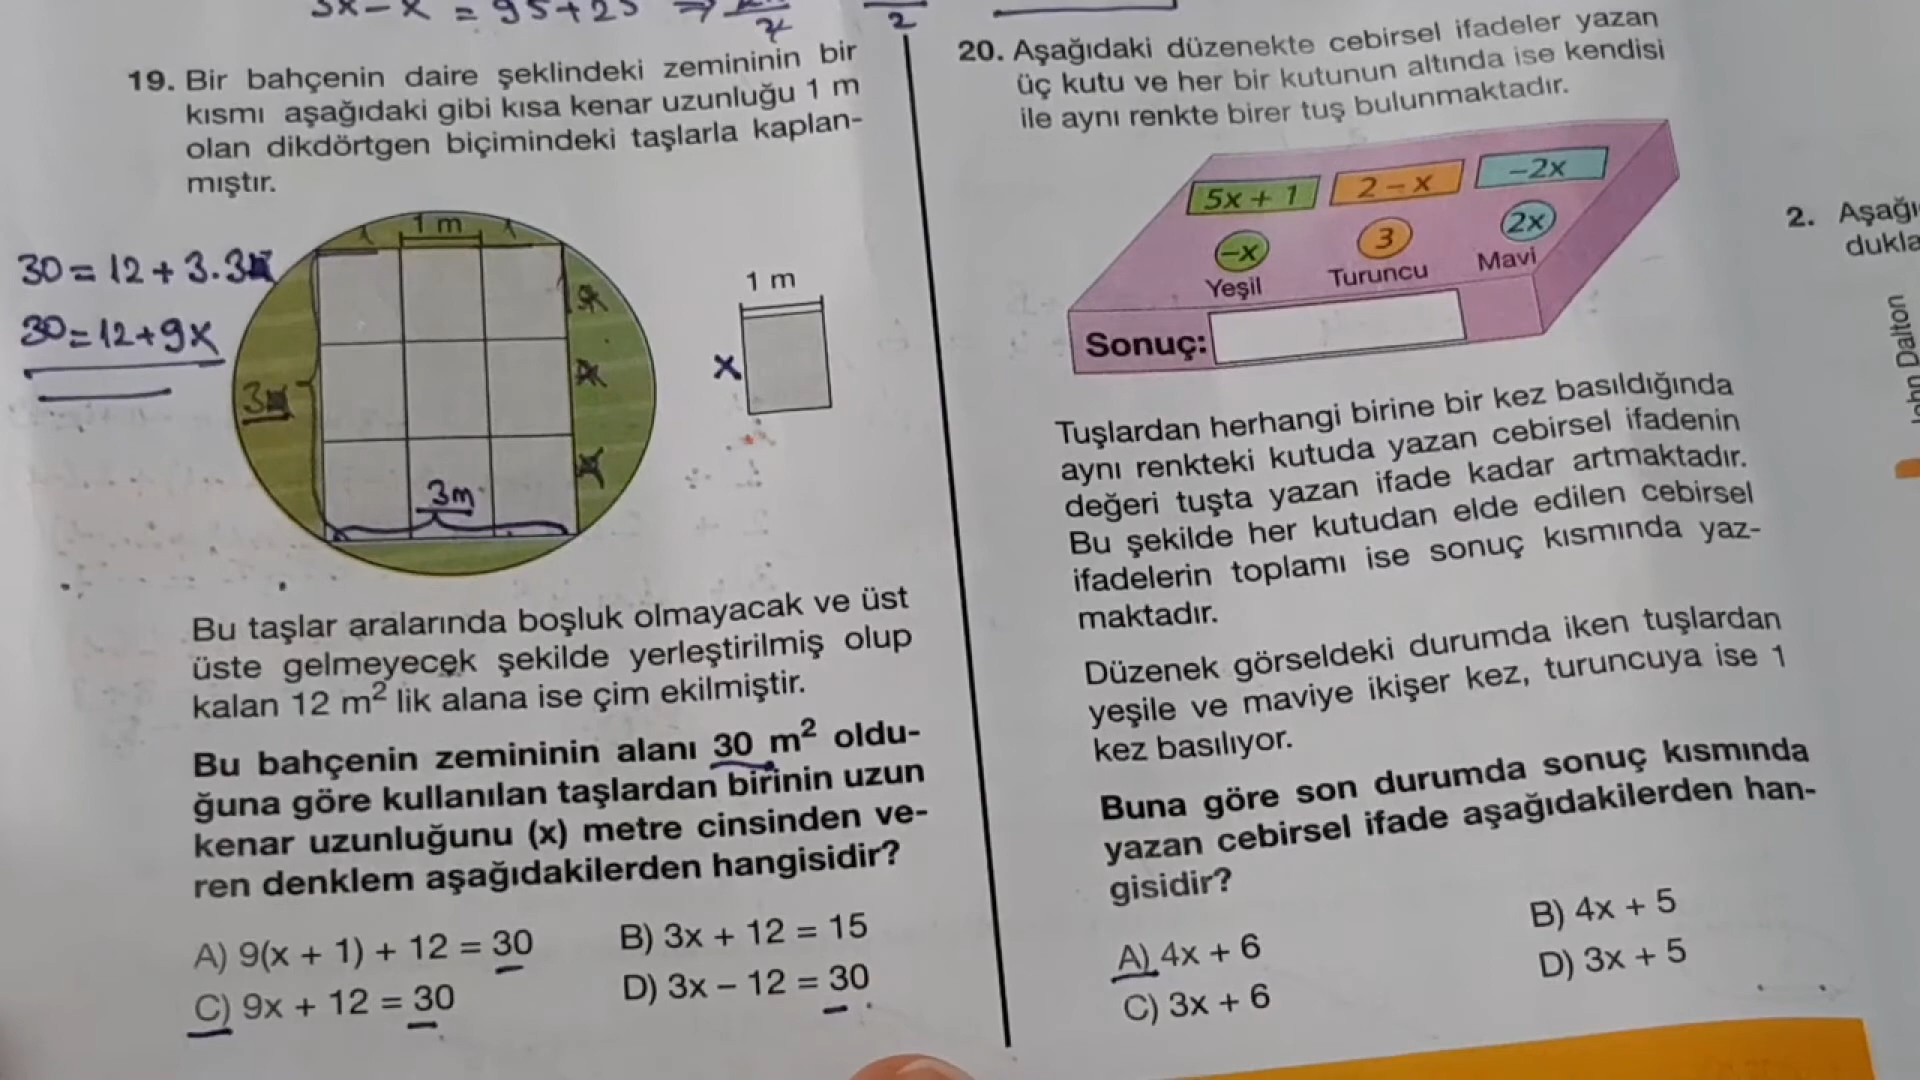 3x-x = 95+25 ⇒
2
19. Bir bahçenin daire şeklindeki zemininin bir
kısmı aşağıdaki gibi kısa kenar uzunluğu 1 m
olan dikdörtgen biçimindeki taşlarla kaplan-
mıştır.
1 m
30=12+3.3x
30=12+9x
3x
x
x
x
3m
1 m
x
Bu taşlar aralarında boşluk olmayacak ve üst
üste gelmeyecek şekilde yerleştirilmiş olup
kalan 12 m² lik alana ise çim ekilmiştir.
Bu bahçenin zemininin alanı 30 m² oldu-
ğuna göre kullanılan taşlardan birinin uzun
kenar uzunluğunu (x) metre cinsinden ve-
ren denklem aşağıdakilerden hangisidir?
A) 9(x + 1) + 12 = 30
B) 3x + 12 = 15
C) 9x + 12 = 30
D) 3x – 12 = 30
20. Aşağıdaki düzenekte cebirsel ifadeler yazan
üç kutu ve her bir kutunun altında ise kendisi
ile aynı renkte birer tuş bulunmaktadır.
5x + 1
2 – x
–2x
–x
3
2x
Yeşil
Turuncu
Mavi
Sonuç:
Tuşlardan herhangi birine bir kez basıldığında
aynı renkteki kutuda yazan cebirsel ifadenin
değeri tuşta yazan ifade kadar artmaktadır.
Bu şekilde her kutudan elde edilen cebirsel
ifadelerin toplamı ise sonuç kısmında yaz-
maktadır.
Düzenek görseldeki durumda iken tuşlardan
yeşile ve maviye ikişer kez, turuncuya ise 1
kez basılıyor.
Buna göre son durumda sonuç kısmında
yazan cebirsel ifade aşağıdakilerden han-
gisidir?
A) 4x + 6
B) 4x + 5
C) 3x + 6
D) 3x + 5
2. Aşağı
dukla
John Dalton